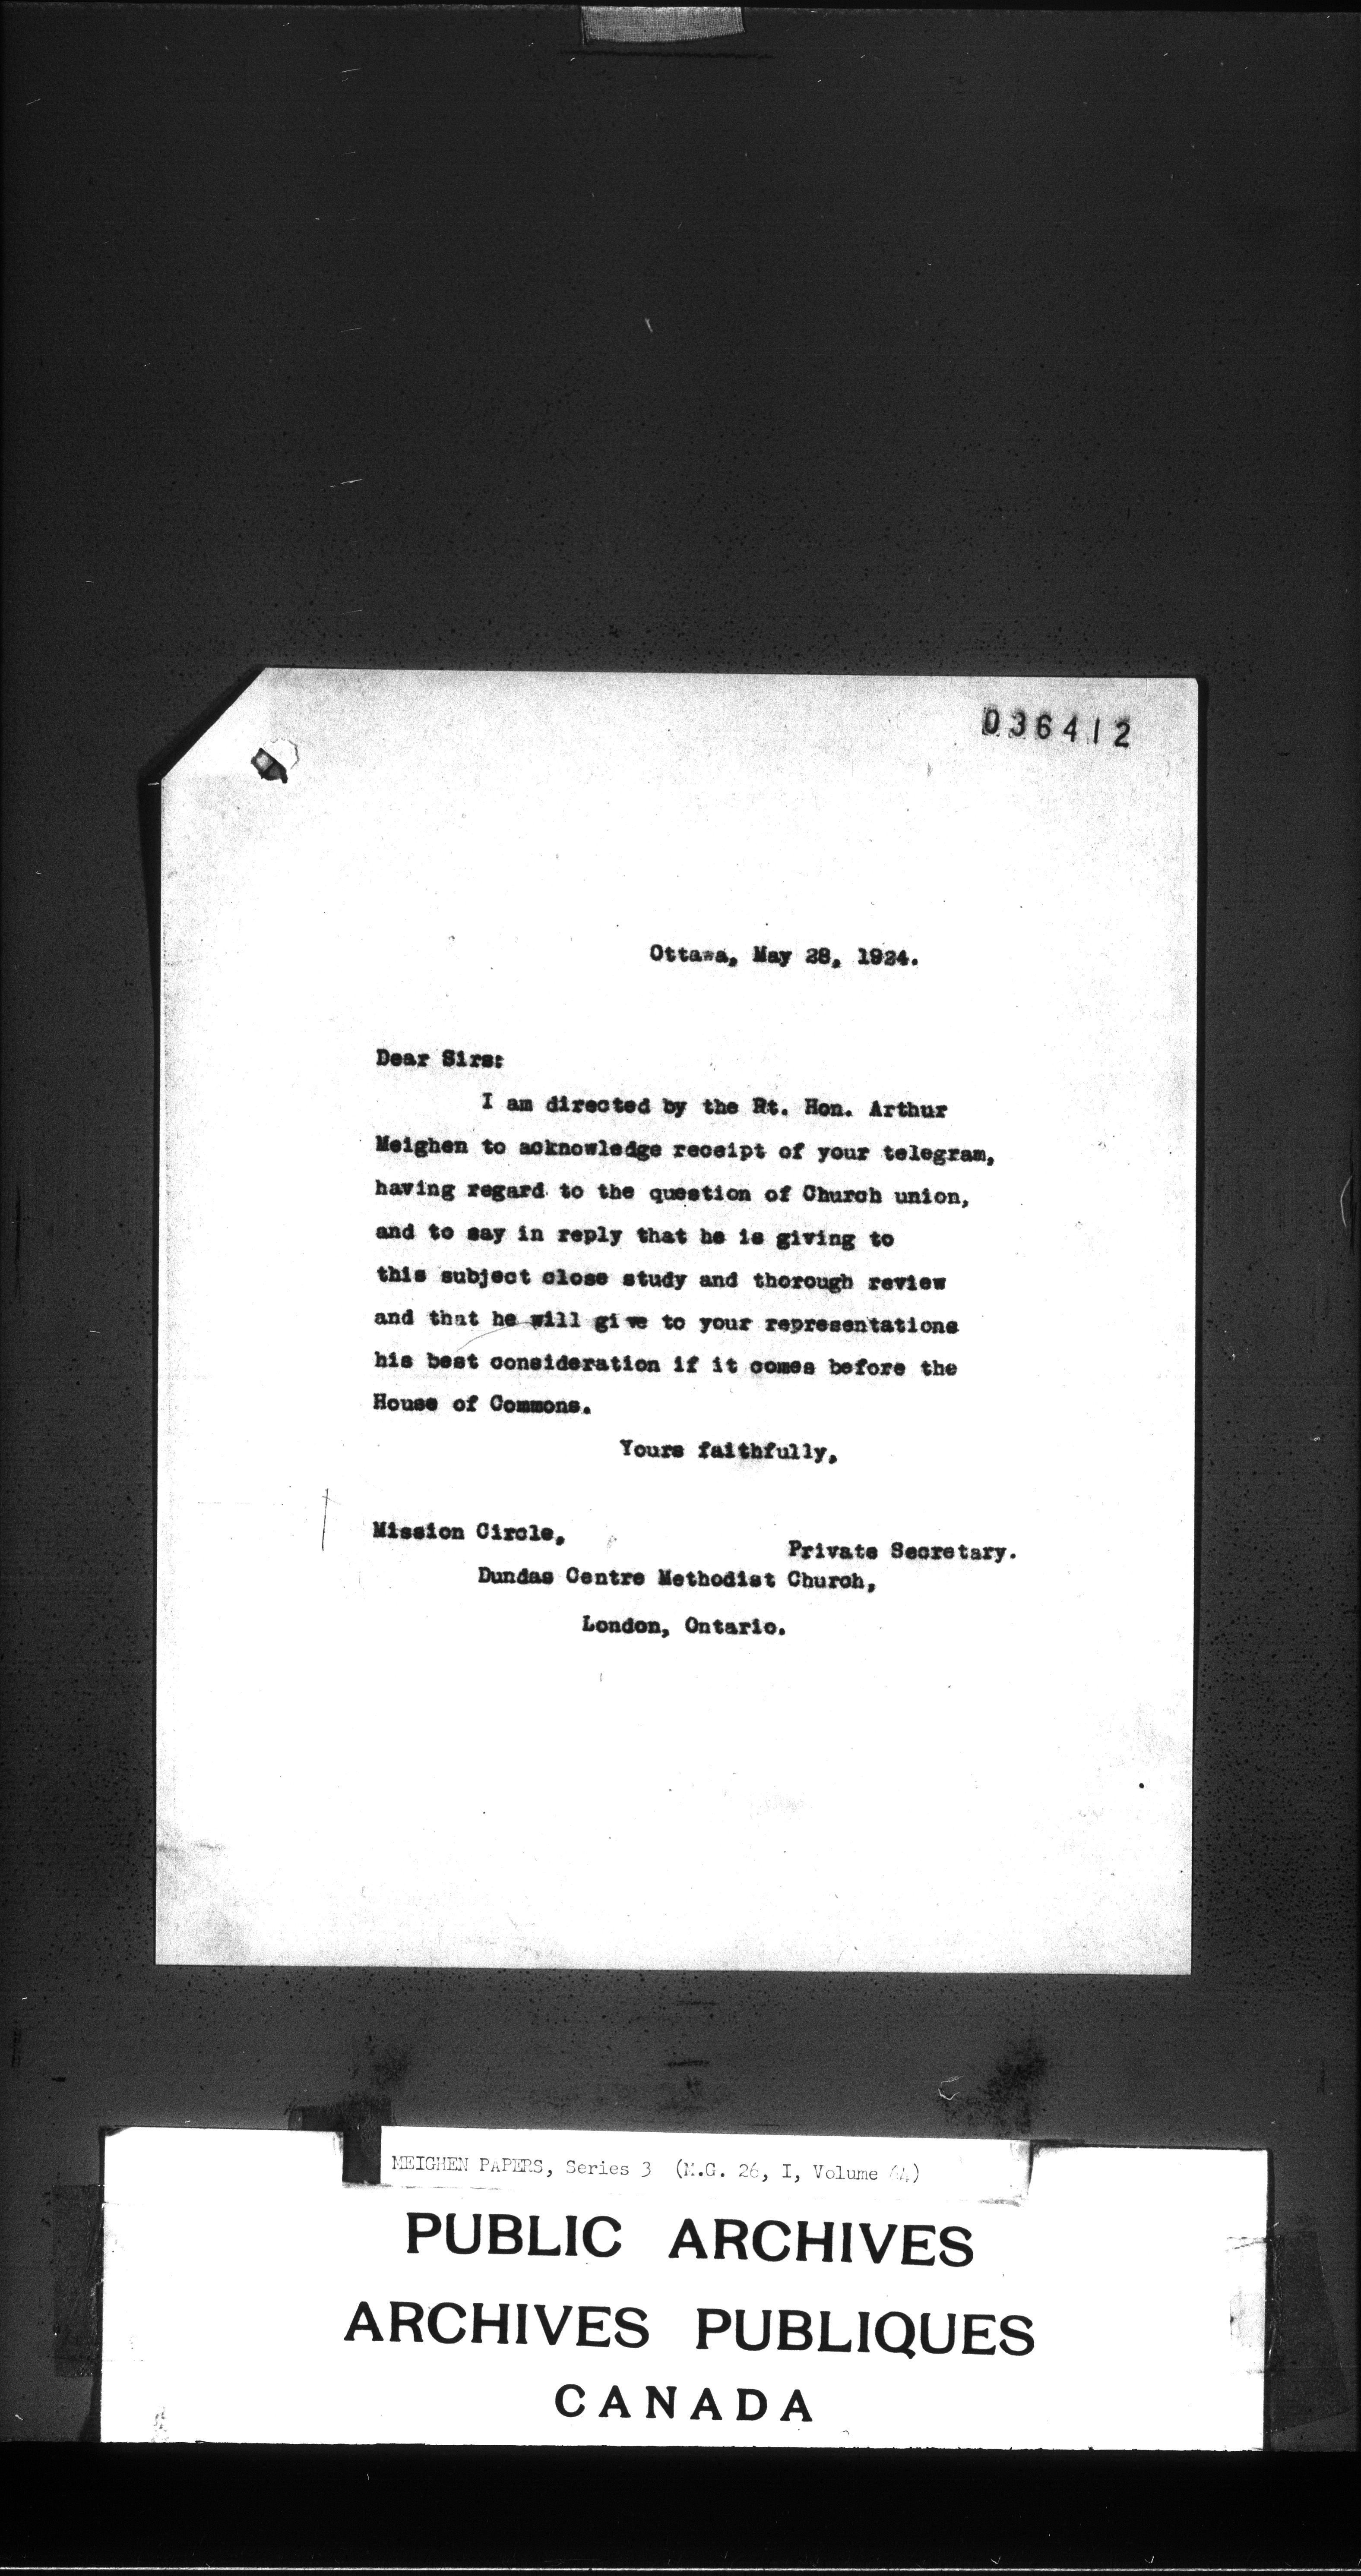 036412
Ottawa, May 28, 1924.
Dear Sirs:
I am directed by the Rt. Hon. Arthur
Meighen to acknowledge receipt of your telegram,
having regard to the question of Church union,
and to say in reply that he is giving to
this subject close study and thorough review
and that he will give to your representations
his best consideration if it comes before the
House of Commons.
Yours faithfully,
Mission Circle,
Private Secretary.
Dundas Centre Methodist Church,
London, Ontario.
MEIGHEN PAPERS, Series 3 (M.G. 26, I, Volume 64)
PUBLIC ARCHIVES
ARCHIVES PUBLIQUES
CANADA